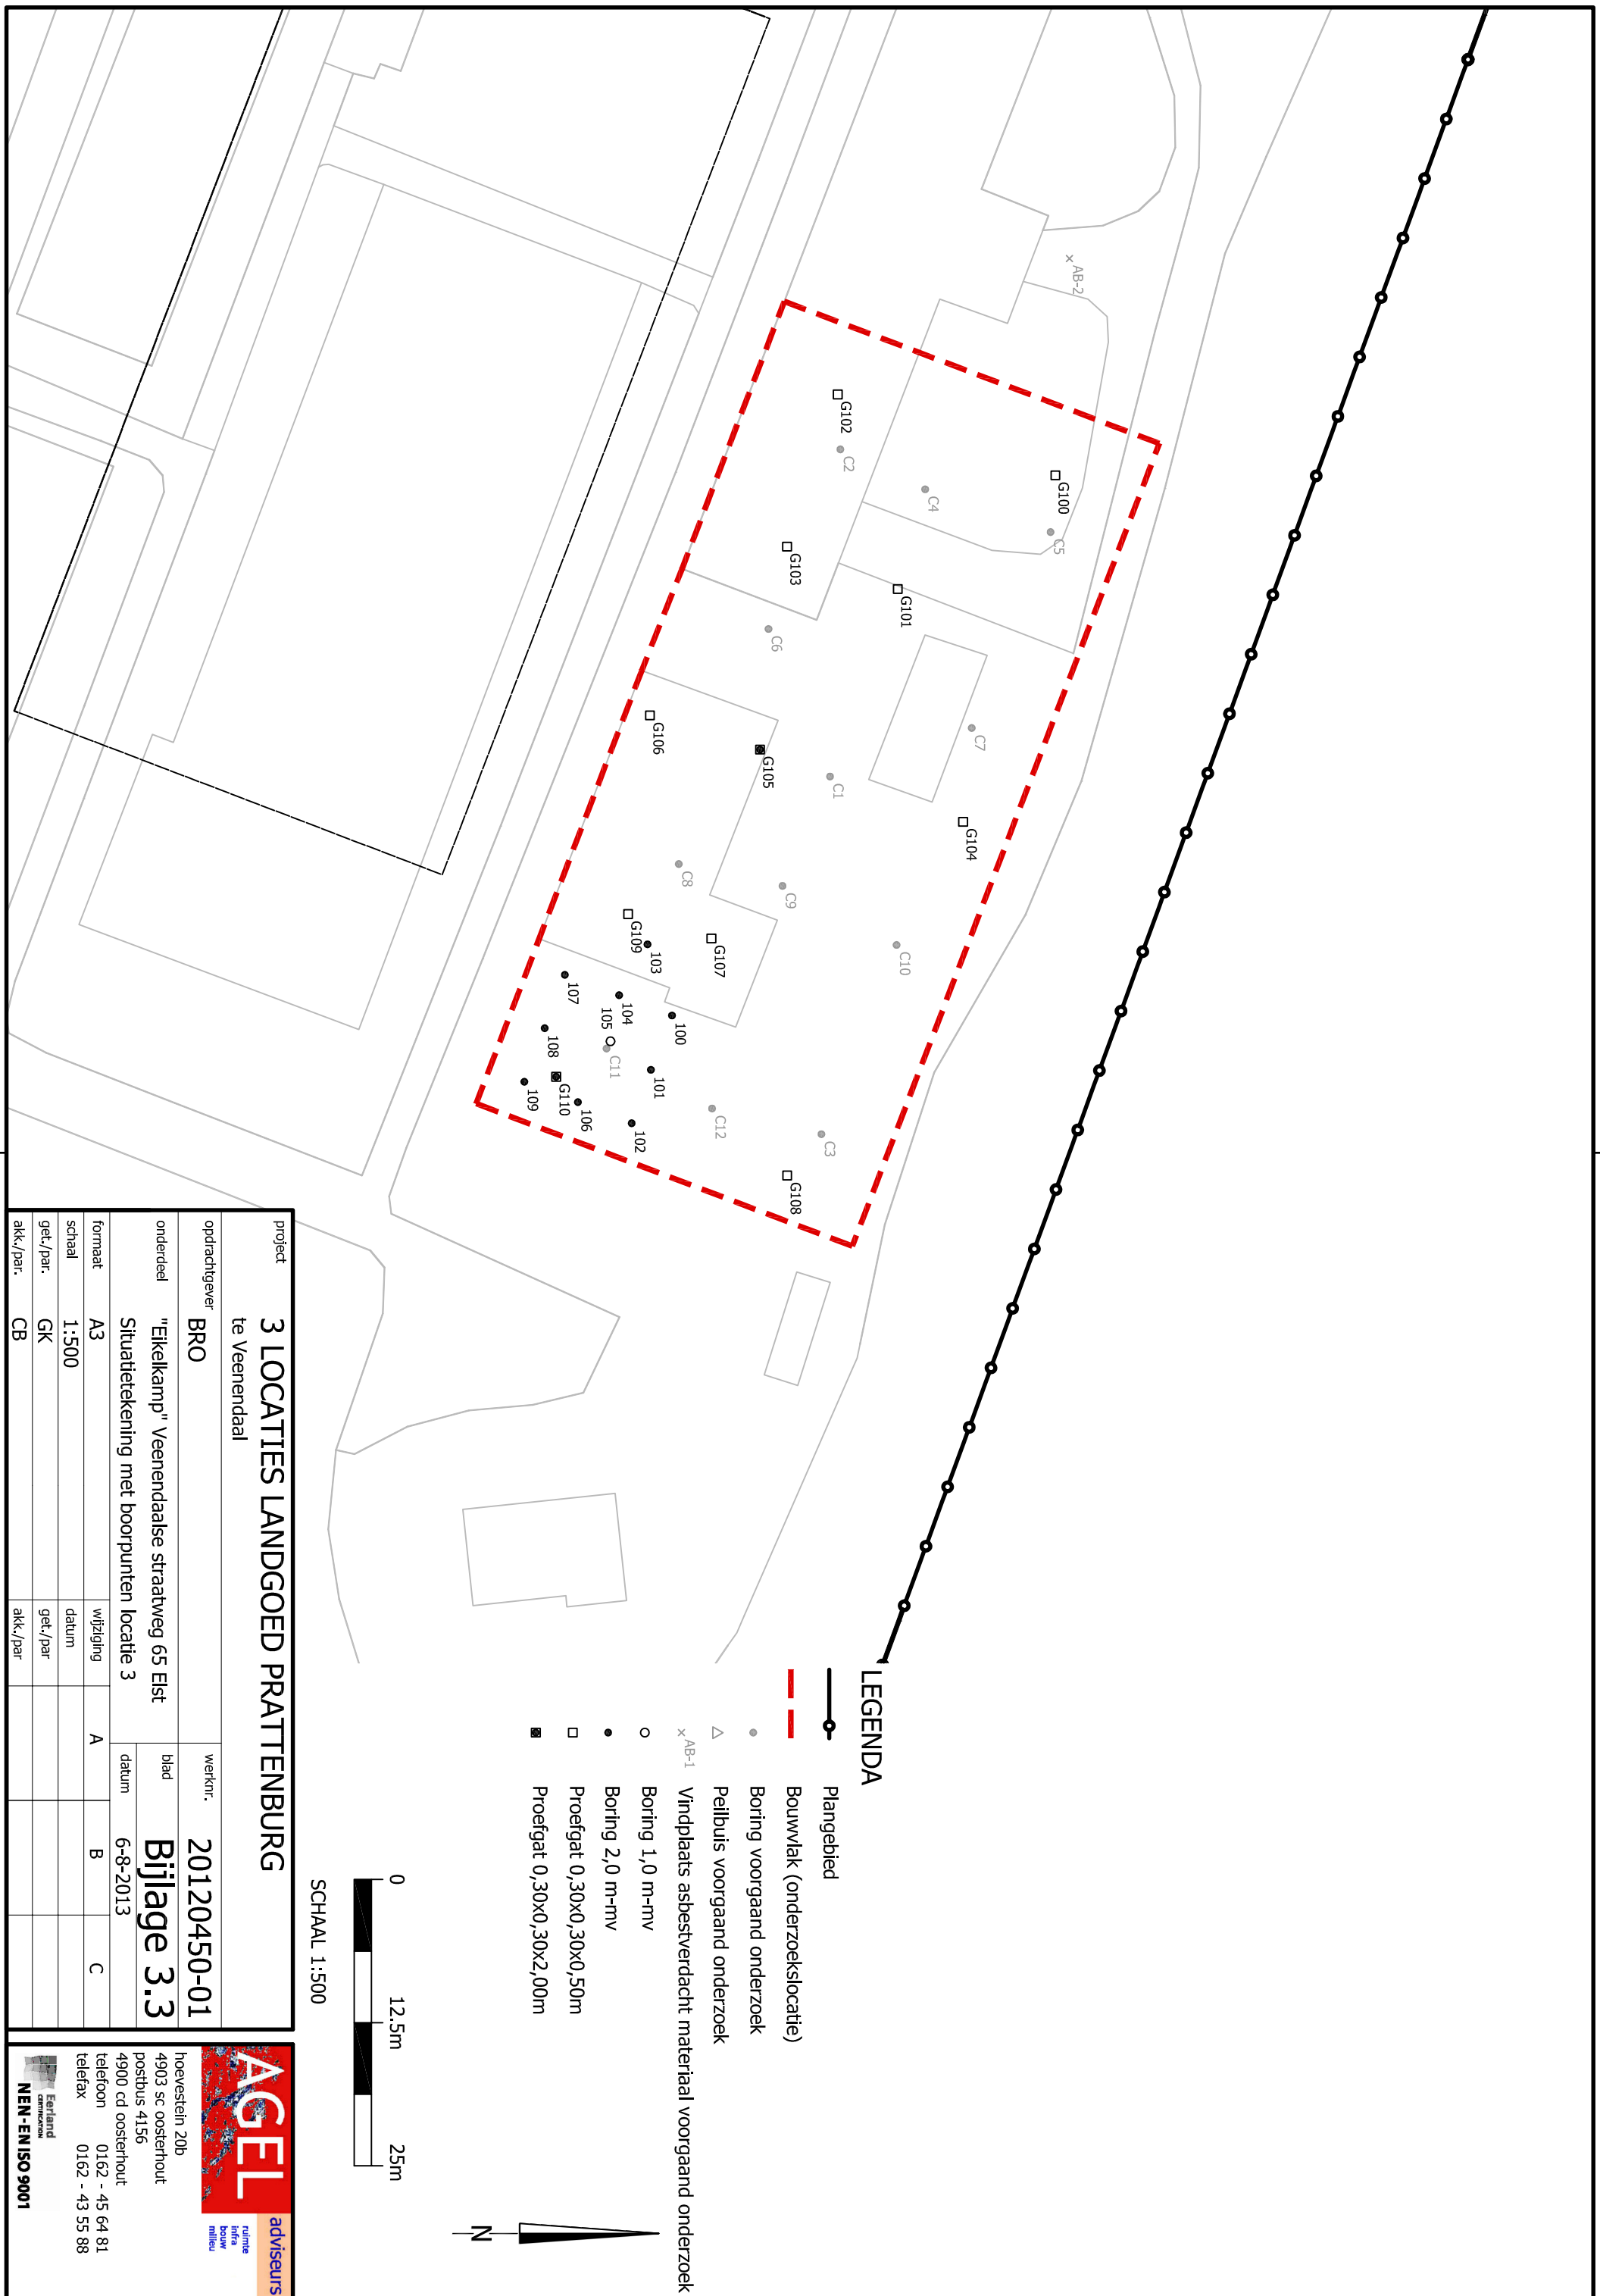 AB-2
G102
C2
C4
G100
C5
G103
G101
C6
C7
G106
G105
C1
G104
C8
C9
G109
103
G107
C10
107
104
100
105
C11
108
101
G110
109
106
102
C12
C3
G108
LEGENDA
Plangebied
Bouwvlak (onderzoekslocatie)
Boring voorgaand onderzoek
Peilbuis voorgaand onderzoek
AB-1 Vindplaats asbestverdacht materiaal voorgaand onderzoek
Boring 1,0 m-mv
Boring 2,0 m-mv
Proefgat 0,30x0,30x0,50m
Proefgat 0,30x0,30x2,00m
0 12.5m 25m
SCHAAL 1:500
N
project 3 LOCATIES LANDGOED PRATTENBURG
te Veenendaal
opdrachtgever BRO werknr. 20120450-01
onderdeel "Eikelkamp" Veenendaalse straatweg 65 Elst blad Bijlage 3.3
Situatietekening met boorpunten locatie 3 datum 6-8-2013
formaat A3 wijziging A B C
schaal 1:500 datum
get./par. GK get./par
akk./par. CB akk./par
AGEL adviseurs
ruimte
infra
bouw
milieu
hoevestein 20b
4903 sc oosterhout
postbus 4156
4900 cd oosterhout
telefoon 0162 - 45 64 81
telefax 0162 - 43 55 88
Eerland
CERTIFICATION
NEN-EN ISO 9001